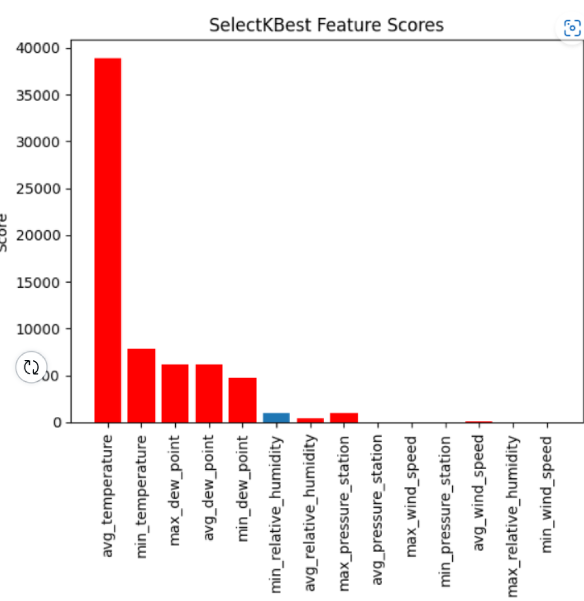 SelectKBest Feature Scores
40000
35000
30000
25000
20000
15000
10000
0
Score
avg_temperature
min_temperature
max_dew_point
avg_dew_point
min_dew_point
min_relative_humidity
avg_relative_humidity
max_pressure_station
avg_pressure_station
max_wind_speed
min_pressure_station
avg_wind_speed
max_relative_humidity
min_wind_speed